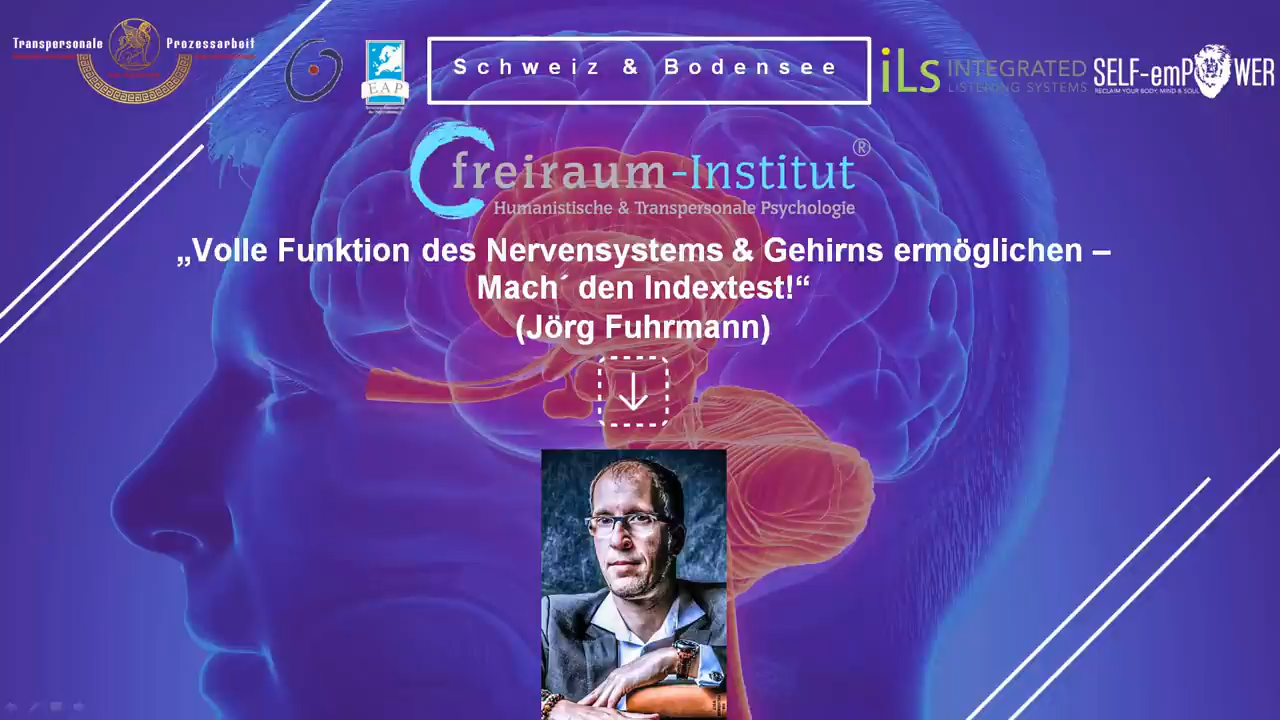 Transpersonale Prozessarbeit
EAP
Schweiz & Bodensee
iLs INTEGRATED
LISTENING SYSTEMS
SELF-emPOWER
RECLAIM YOUR BODY, MIND & SOUL
freiraum-Institut®
Humanistische & Transpersonale Psychologie
„Volle Funktion des Nervensystems & Gehirns ermöglichen –
Mach´ den Indextest!“
(Jörg Fuhrmann)